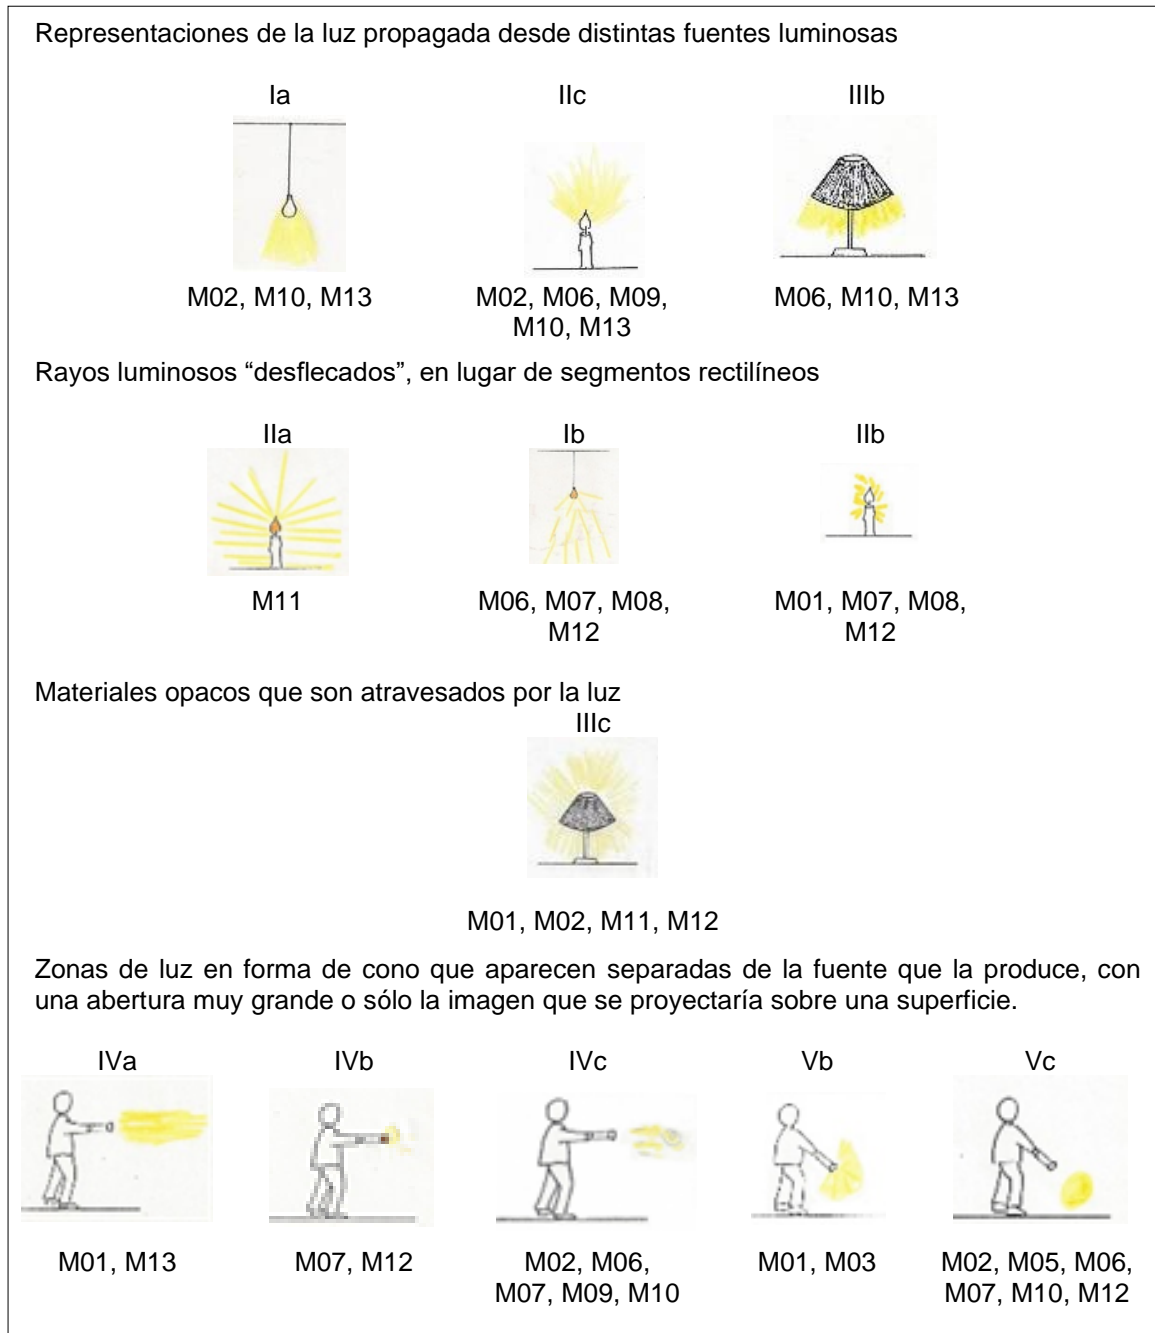 Representaciones de la luz propagada desde distintas fuentes luminosas
Ia IIc IIIb
M02, M10, M13 M02, M06, M09, M06, M10, M13
M10, M13
Rayos luminosos “desflecados”, en lugar de segmentos rectilíneos
IIa Ib IIb
M11 M06, M07, M08, M01, M07, M08,
M12 M12
Materiales opacos que son atravesados por la luz
IIIc
M01, M02, M11, M12
Zonas de luz en forma de cono que aparecen separadas de la fuente que la produce, con
una abertura muy grande o sólo la imagen que se proyectaría sobre una superficie.
IVa IVb IVc Vb Vc
M01, M13 M07, M12 M02, M06, M01, M03 M02, M05, M06,
M07, M09, M10 M07, M10, M12